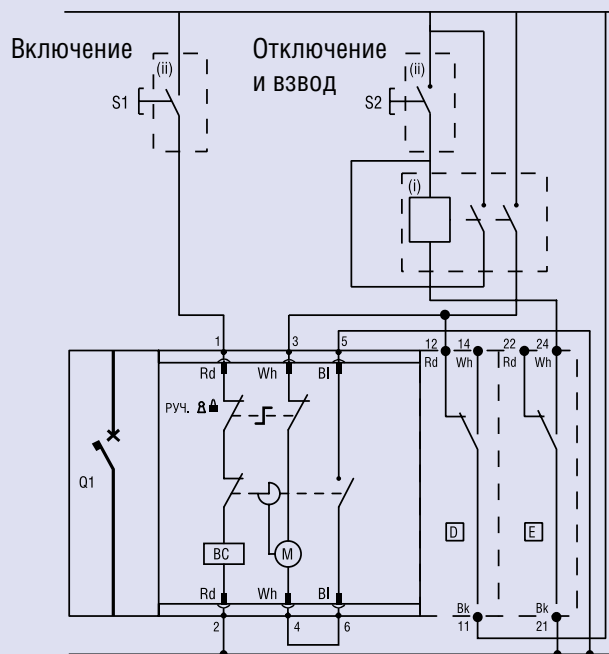 Включение
Отключение
и взвод
(ii)
(ii)
S1
S2
(i)
1
3
5
12
14
22
24
Rd
Wh
Bl
Rd
Wh
Rd
Wh
РУЧ.
Q1
D
E
BC
M
Rd
Wh
Bl
Bk
Bk
2
4
6
11
21